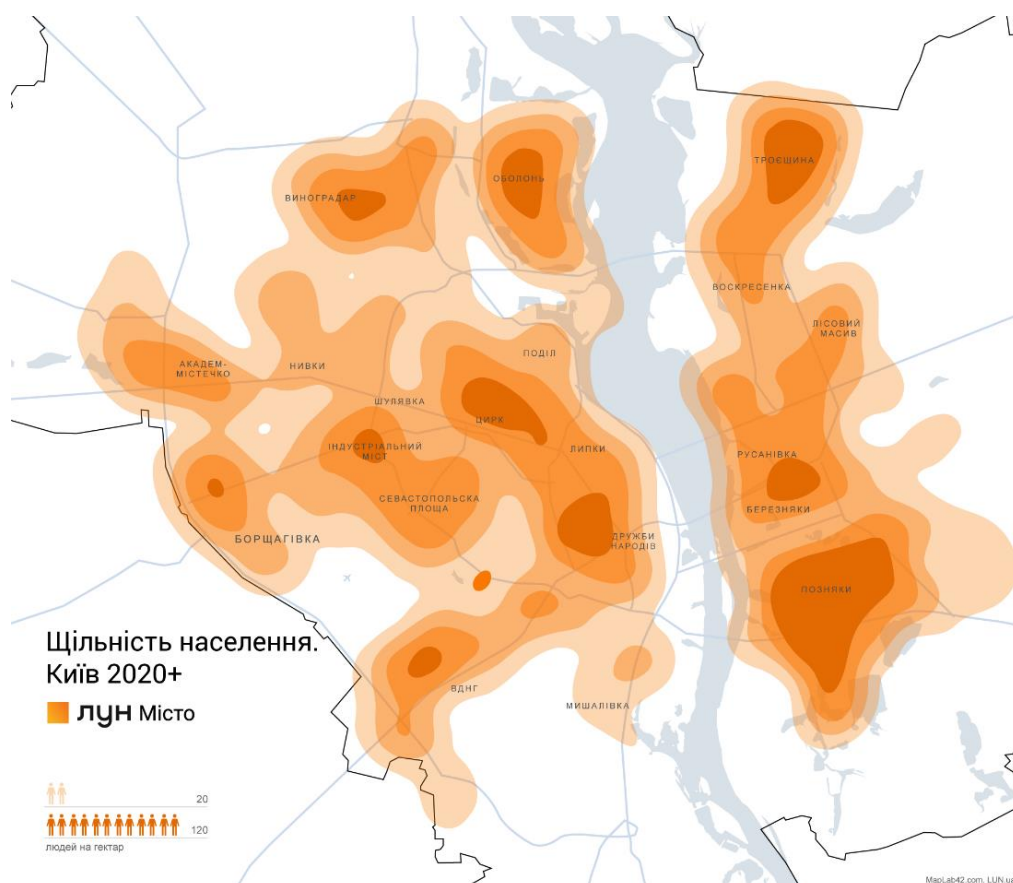 ТРОЄЩИНА
ОБОЛОНЬ
ВИНОГРАДАР
ВОСКРЕСЕНКА
ЛІСОВИЙ
МАСИВ
ПОДІЛ
АКАДЕМ-
МІСТЕЧКО
НИВКИ
ШУЛЯВКА
ЦИРК
ІНДУСТРІАЛЬНИЙ
МІСТ
ЛИПКИ
РУСАНІВКА
СЕВАСТОПОЛЬСЬКА
ПЛОЩА
БЕРЕЗНЯКИ
БОРЩАГІВКА
ДРУЖБИ
НАРОДІВ
ПОЗНЯКИ
Щільність населення.
Київ 2020+
ВДНГ
МИШАЛІВКА
лун Місто
20
120
людей на гектар
MapLab42.com, LUN.ua